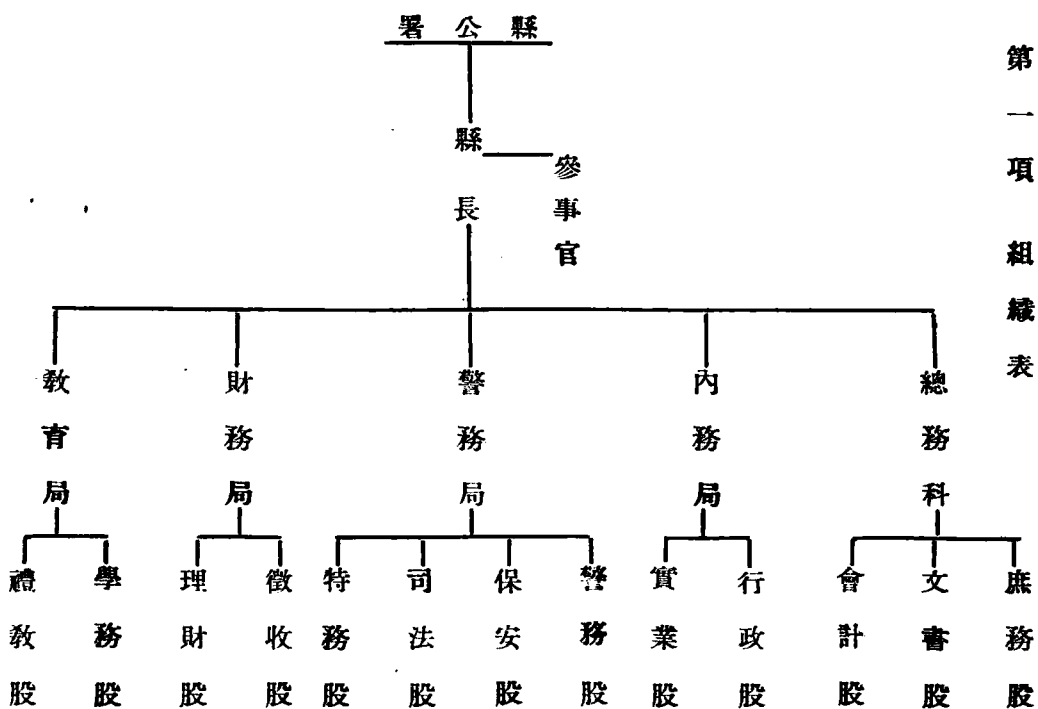 第一項 組織表
縣公署
縣長
參事官
總務科
庶務股
文書股
會計股
內務局
行政股
實業股
警務局
警務股
保安股
司法股
特務股
財務局
徵收股
理財股
教育局
學務股
禮教股